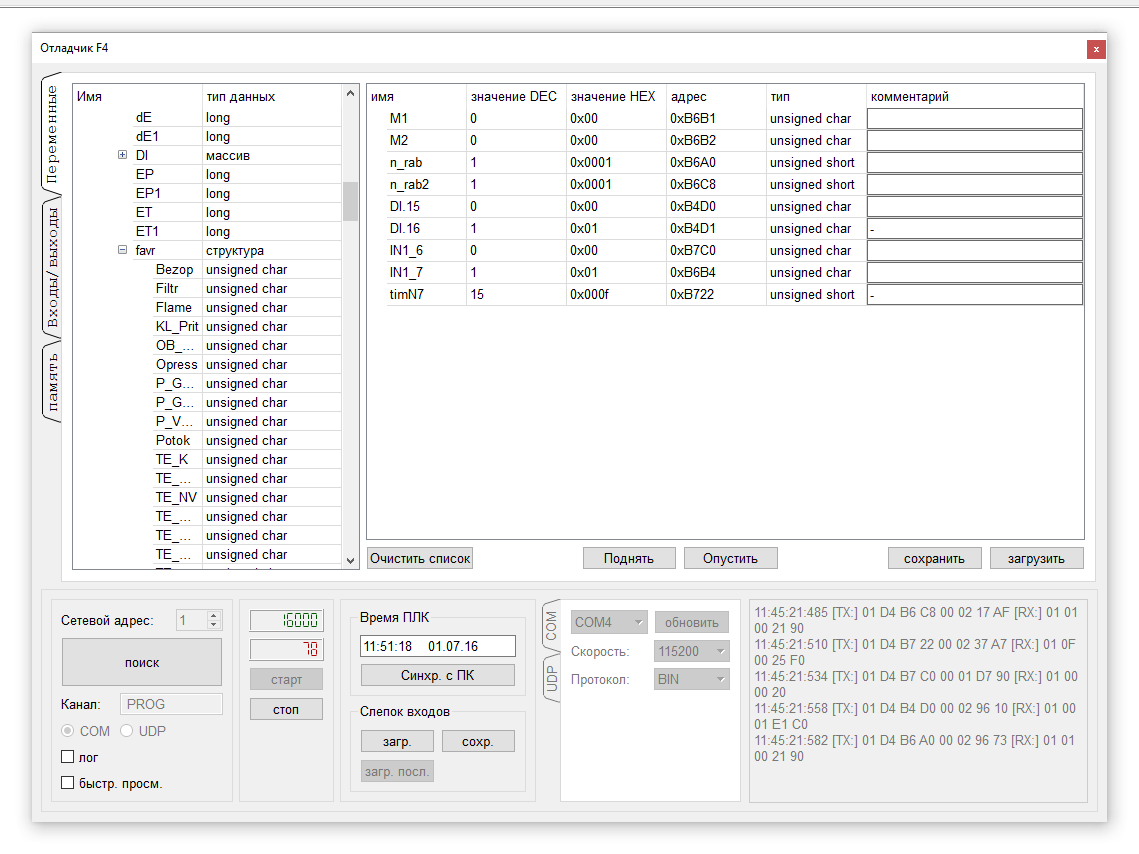 Отладчик F4
Переменные
Входы/ выходы
память
Имя тип данных
dE long
dE1 long
DI массив
EP long
EP1 long
ET long
ET1 long
favr структура
Bezop unsigned char
Filtr unsigned char
Flame unsigned char
KL_Prit unsigned char
OB_... unsigned char
Opress unsigned char
P_G... unsigned char
P_G... unsigned char
P_V... unsigned char
Potok unsigned char
TE_K unsigned char
TE_... unsigned char
TE_NV unsigned char
TE_... unsigned char
TE_... unsigned char
TE_... unsigned char
имя значение DEC значение HEX адрес тип комментарий
M1 0 0x00 0xB6B1 unsigned char
M2 0 0x00 0xB6B2 unsigned char
n_rab 1 0x0001 0xB6A0 unsigned short
n_rab2 1 0x0001 0xB6C8 unsigned short
DI.15 0 0x00 0xB4D0 unsigned char
DI.16 1 0x01 0xB4D1 unsigned char -
IN1_6 0 0x00 0xB7C0 unsigned char
IN1_7 1 0x01 0xB6B4 unsigned char
timN7 15 0x000f 0xB722 unsigned short -
Очистить список Поднять Опустить сохранить загрузить
Сетевой адрес: 1
поиск
Канал: PROG
COM UDP
лог
быстр. просм.
16000
78
старт
стоп
Время ПЛК
11:51:18 01.07.16
Синхр. с ПК
Слепок входов
загр. сохр.
загр. посл.
COM
UDP
COM4 обновить
Скорость: 115200
Протокол: BIN
11:45:21:485 [TX:] 01 D4 B6 C8 00 02 17 AF [RX:] 01 01
00 21 90
11:45:21:510 [TX:] 01 D4 B7 22 00 02 37 A7 [RX:] 01 0F
00 25 F0
11:45:21:534 [TX:] 01 D4 B7 C0 00 01 D7 90 [RX:] 01 00
00 20
11:45:21:558 [TX:] 01 D4 B4 D0 00 02 96 10 [RX:] 01 00
01 E1 C0
11:45:21:582 [TX:] 01 D4 B6 A0 00 02 96 73 [RX:] 01 01
00 21 90